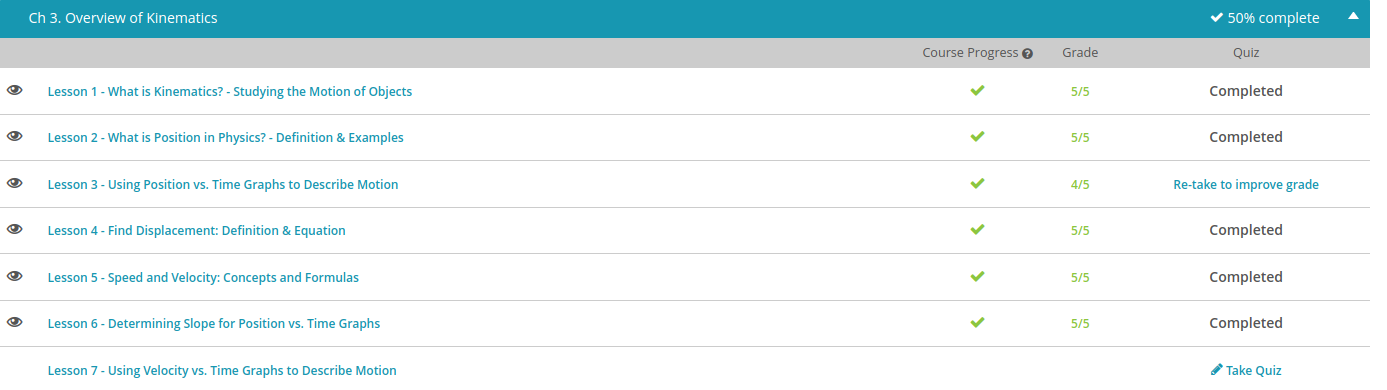 Ch 3. Overview of Kinematics 50% complete
Course Progress ? Grade Quiz
Lesson 1 - What is Kinematics? - Studying the Motion of Objects 5/5 Completed
Lesson 2 - What is Position in Physics? - Definition & Examples 5/5 Completed
Lesson 3 - Using Position vs. Time Graphs to Describe Motion 4/5 Re-take to improve grade
Lesson 4 - Find Displacement: Definition & Equation 5/5 Completed
Lesson 5 - Speed and Velocity: Concepts and Formulas 5/5 Completed
Lesson 6 - Determining Slope for Position vs. Time Graphs 5/5 Completed
Lesson 7 - Using Velocity vs. Time Graphs to Describe Motion Take Quiz